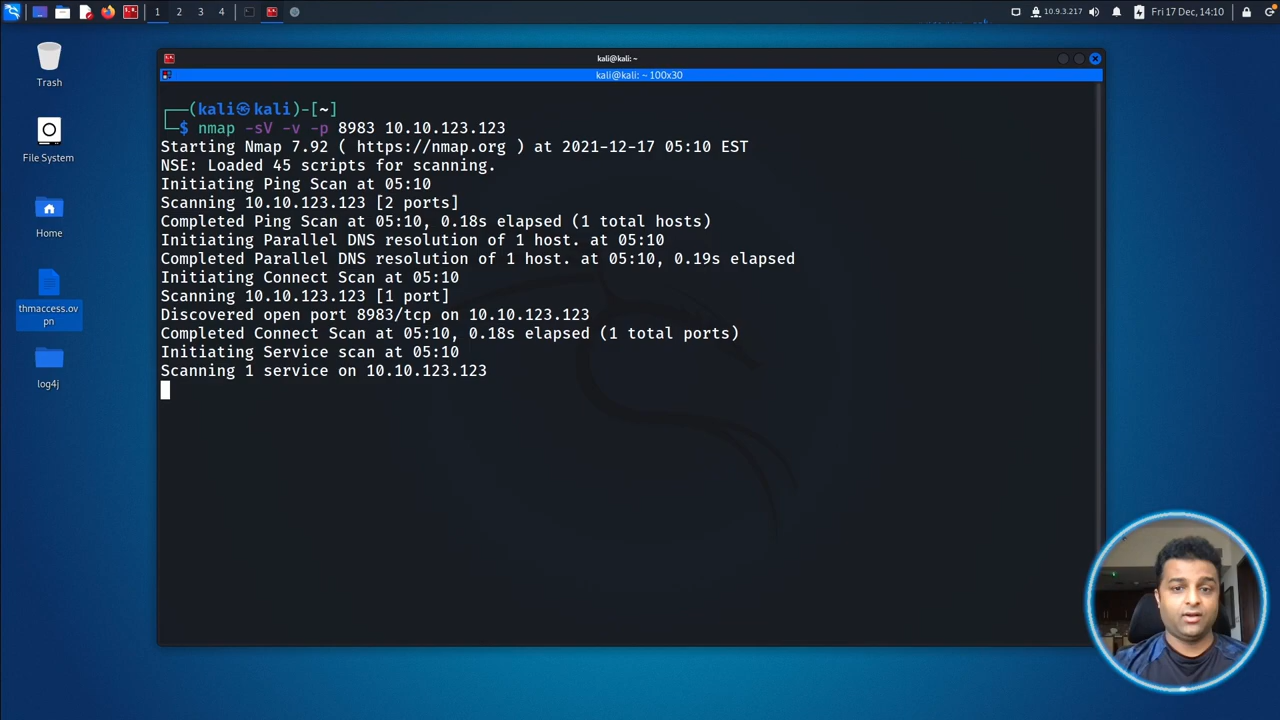 1 2 3 4
10.9.3.217
Fri 17 Dec, 14:10
kali@kali: ~
kali@kali: ~ 100x30
Trash
File System
Home
thmaccess.ov
pn
log4j
┌──(kali㉿kali)-[~]
└─$ nmap -sV -v -p 8983 10.10.123.123
Starting Nmap 7.92 ( https://nmap.org ) at 2021-12-17 05:10 EST
NSE: Loaded 45 scripts for scanning.
Initiating Ping Scan at 05:10
Scanning 10.10.123.123 [2 ports]
Completed Ping Scan at 05:10, 0.18s elapsed (1 total hosts)
Initiating Parallel DNS resolution of 1 host. at 05:10
Completed Parallel DNS resolution of 1 host. at 05:10, 0.19s elapsed
Initiating Connect Scan at 05:10
Scanning 10.10.123.123 [1 port]
Discovered open port 8983/tcp on 10.10.123.123
Completed Connect Scan at 05:10, 0.18s elapsed (1 total ports)
Initiating Service scan at 05:10
Scanning 1 service on 10.10.123.123